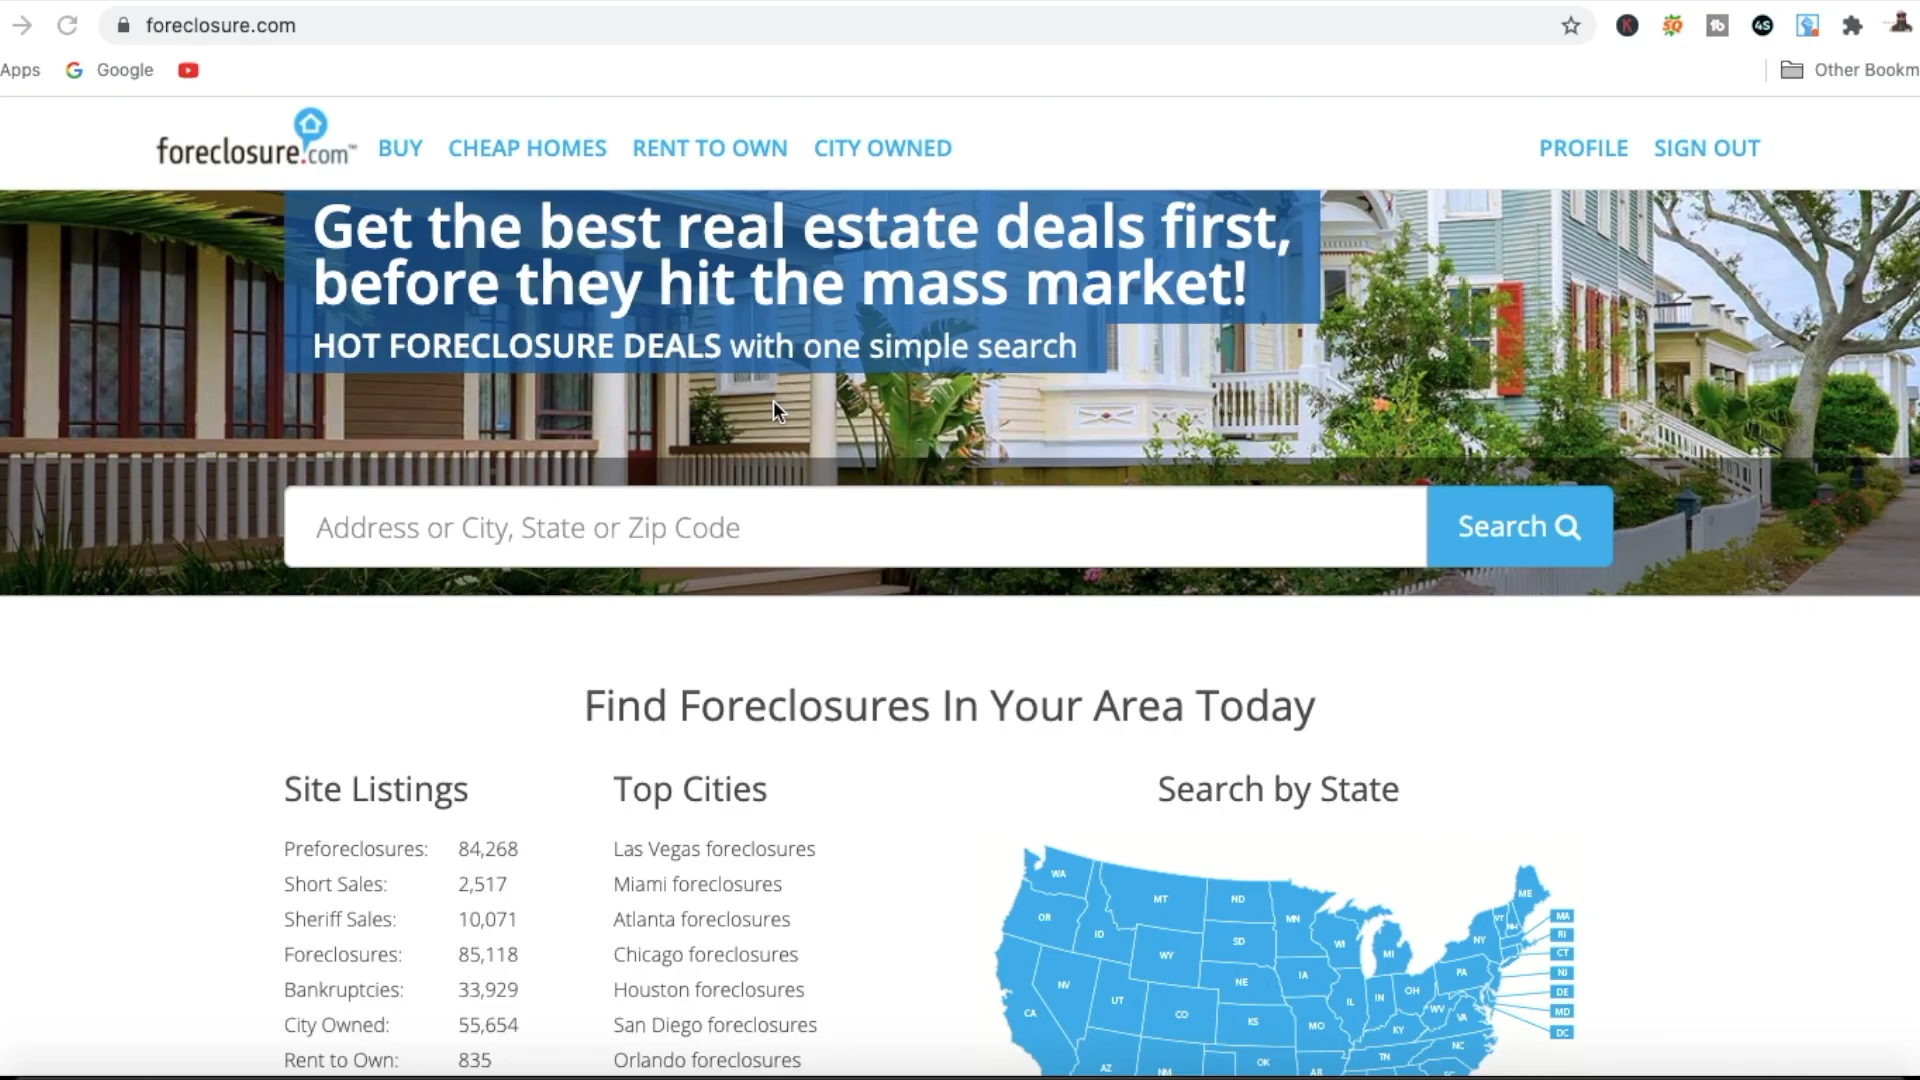 foreclosure.com
Apps Google Other Bookm
foreclosure.com™ BUY CHEAP HOMES RENT TO OWN CITY OWNED PROFILE SIGN OUT
Get the best real estate deals first,
before they hit the mass market!
HOT FORECLOSURE DEALS with one simple search
Address or City, State or Zip Code Search
Find Foreclosures In Your Area Today
Site Listings
Preforeclosures: 84,268
Short Sales: 2,517
Sheriff Sales: 10,071
Foreclosures: 85,118
Bankruptcies: 33,929
City Owned: 55,654
Rent to Own: 835
Top Cities
Las Vegas foreclosures
Miami foreclosures
Atlanta foreclosures
Chicago foreclosures
Houston foreclosures
San Diego foreclosures
Orlando foreclosures
Search by State
WA MT ND MN ME
OR ID WY SD WI MI NY VT NH MA
RI
CT
NJ
DE
MD
DC
NV UT CO NE IA IL IN OH PA
CA KS MO KY WV VA
AZ NM OK AR TN NC SC